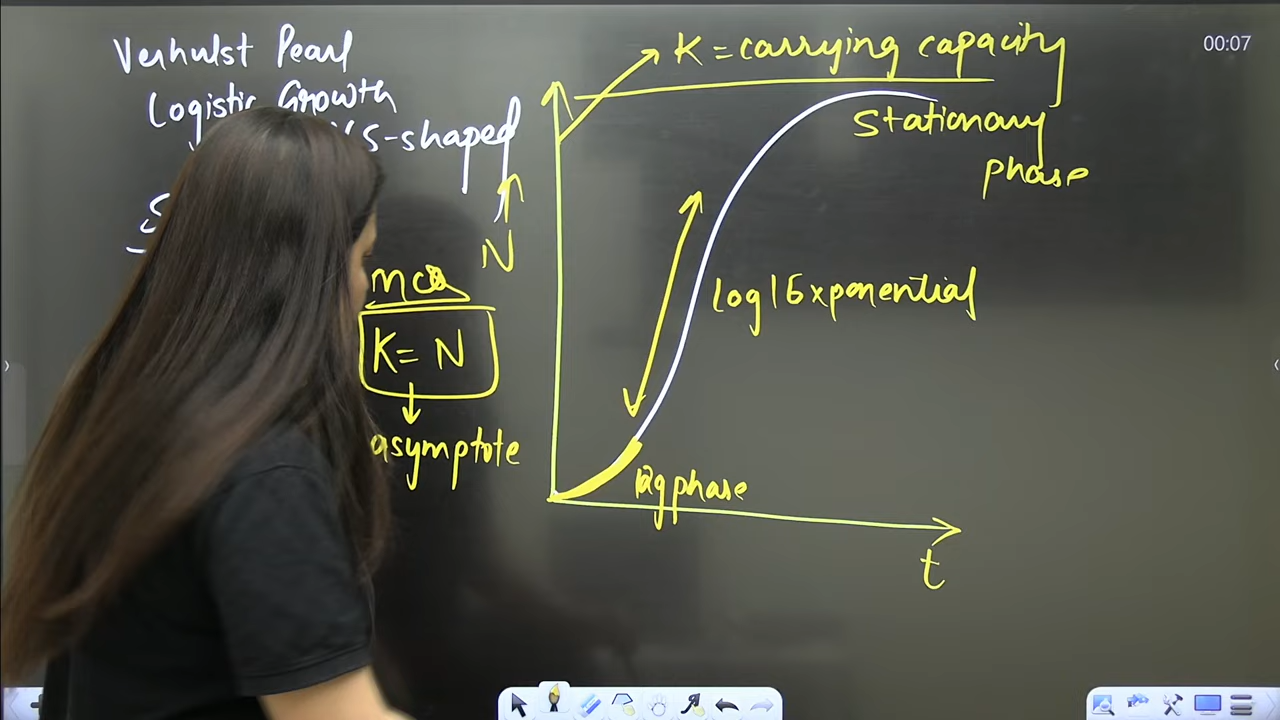 Verhulst Pearl
Logistic Growth
S-shaped
K = carrying capacity
00:07
Stationary
phase
N
MCQ
K = N
asymptote
log/Exponential
lag phase
t